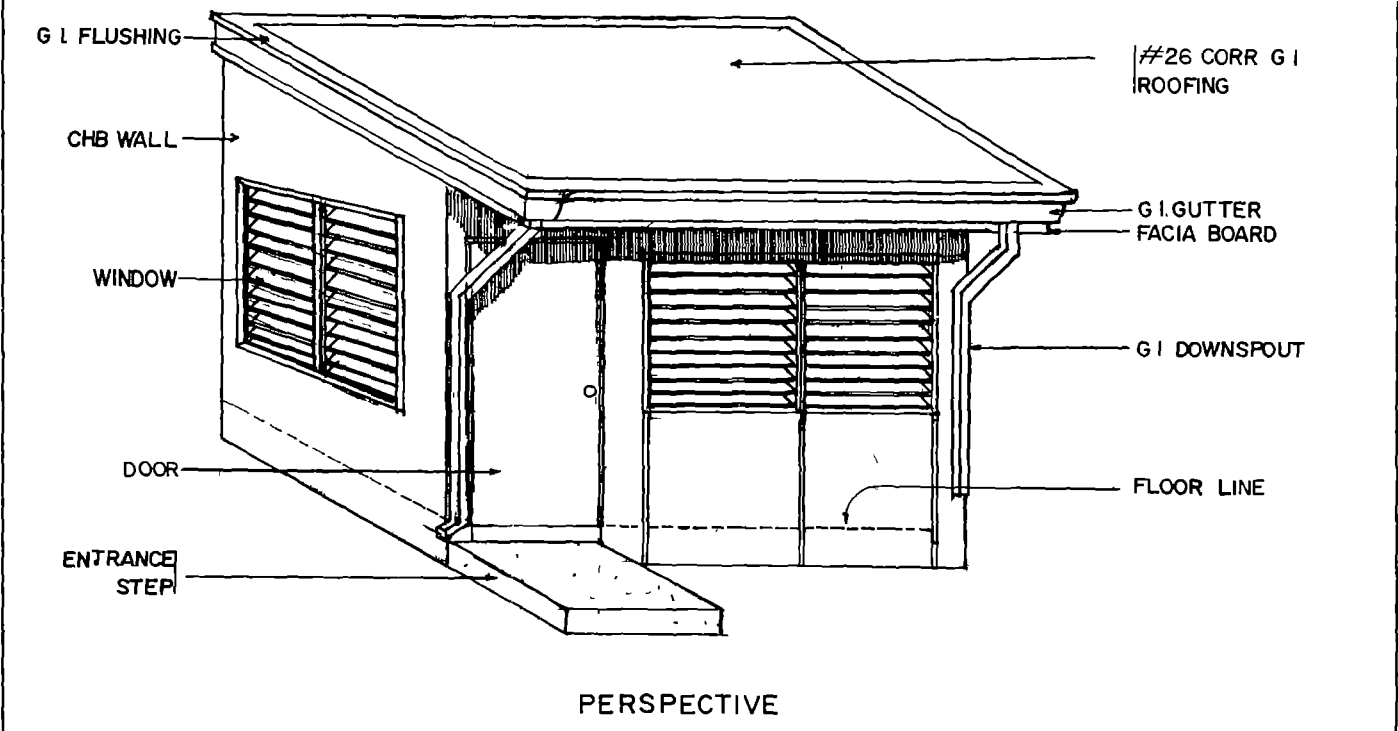 G I. FLUSHING
#26 CORR G I
ROOFING
CHB WALL
G I. GUTTER
FACIA BOARD
WINDOW
G I DOWNSPOUT
DOOR
FLOOR LINE
ENTRANCE
STEP
PERSPECTIVE